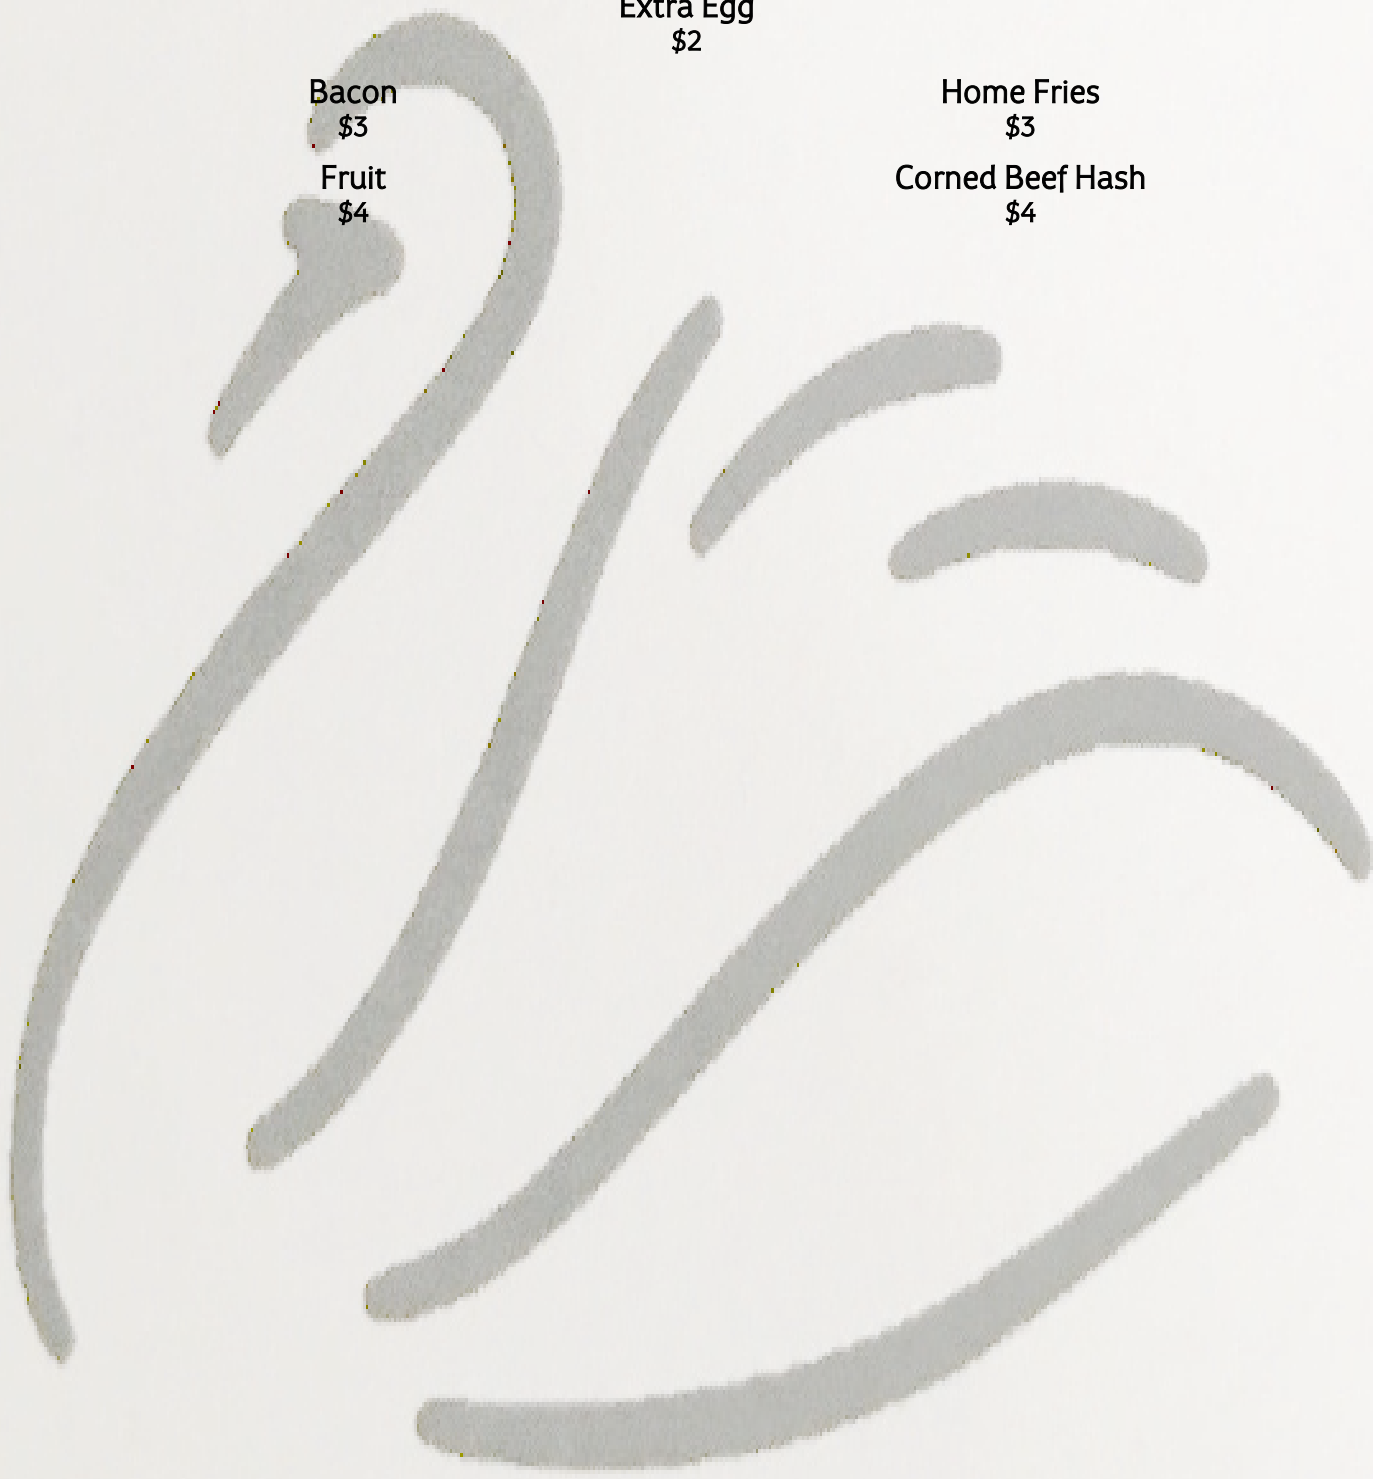 Extra Egg
$2
Bacon
$3
Home Fries
$3
Fruit
$4
Corned Beef Hash
$4